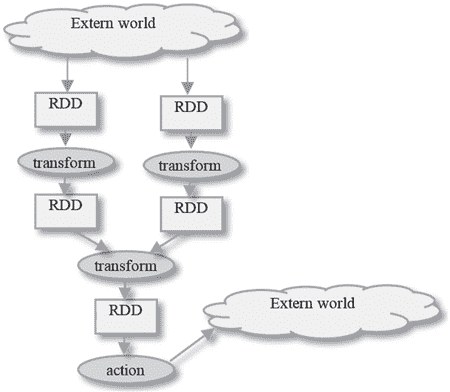 Extern world
RDD
RDD
transform
transform
RDD
RDD
transform
RDD
Extern world
action